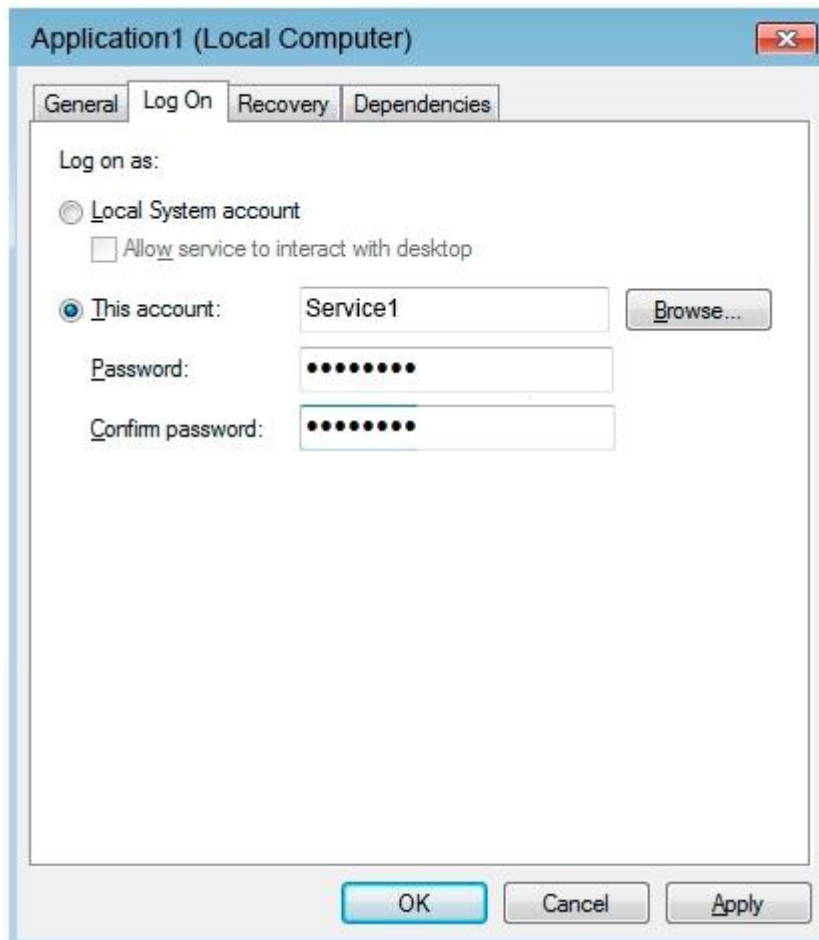 Application1 (Local Computer)
General Log On Recovery Dependencies
Log on as:
Local System account
Allow service to interact with desktop
This account: Service1 Browse...
Password: ••••••••
Confirm password: ••••••••
OK Cancel Apply